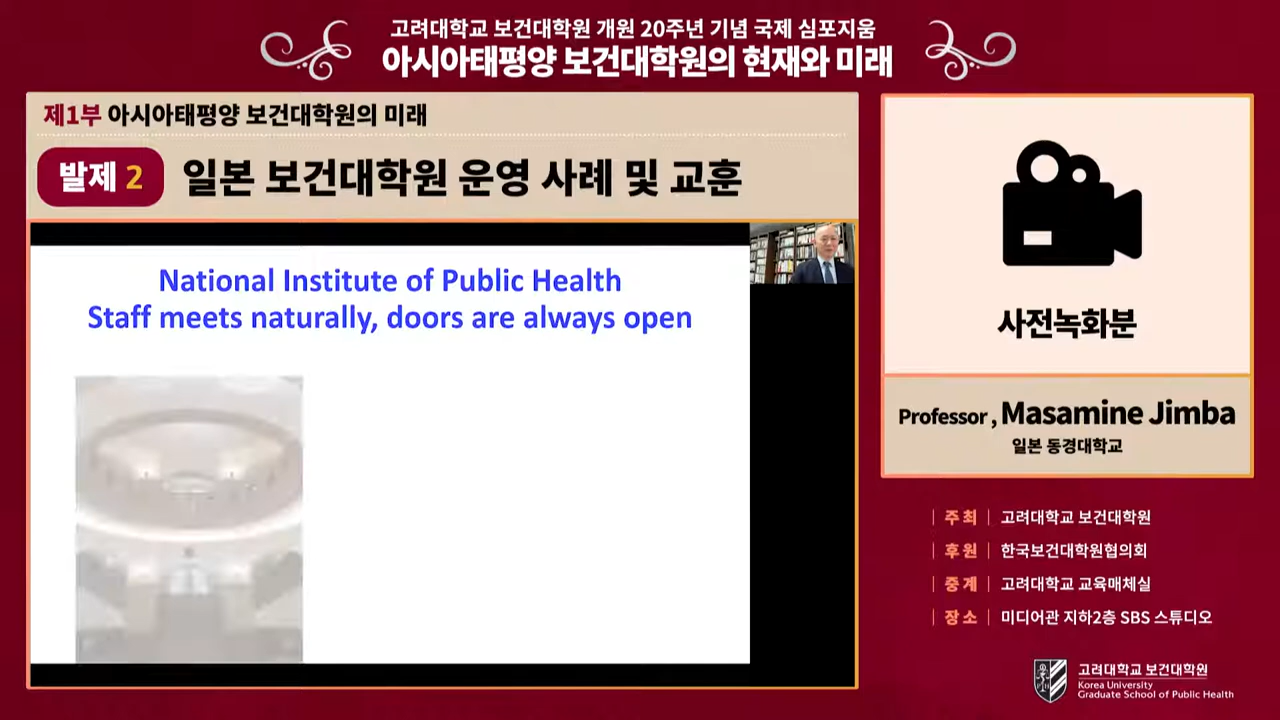 고려대학교 보건대학원 개원 20주년 기념 국제 심포지움
아시아태평양 보건대학원의 현재와 미래
제1부 아시아태평양 보건대학원의 미래
발제 2 일본 보건대학원 운영 사례 및 교훈
National Institute of Public Health
Staff meets naturally, doors are always open
사전녹화분
Professor , Masamine Jimba
일본 동경대학교
주최 고려대학교 보건대학원
후원 한국보건대학원협의회
중계 고려대학교 교육매체실
장소 미디어관 지하2층 SBS 스튜디오
고려대학교 보건대학원
Korea University
Graduate School of Public Health